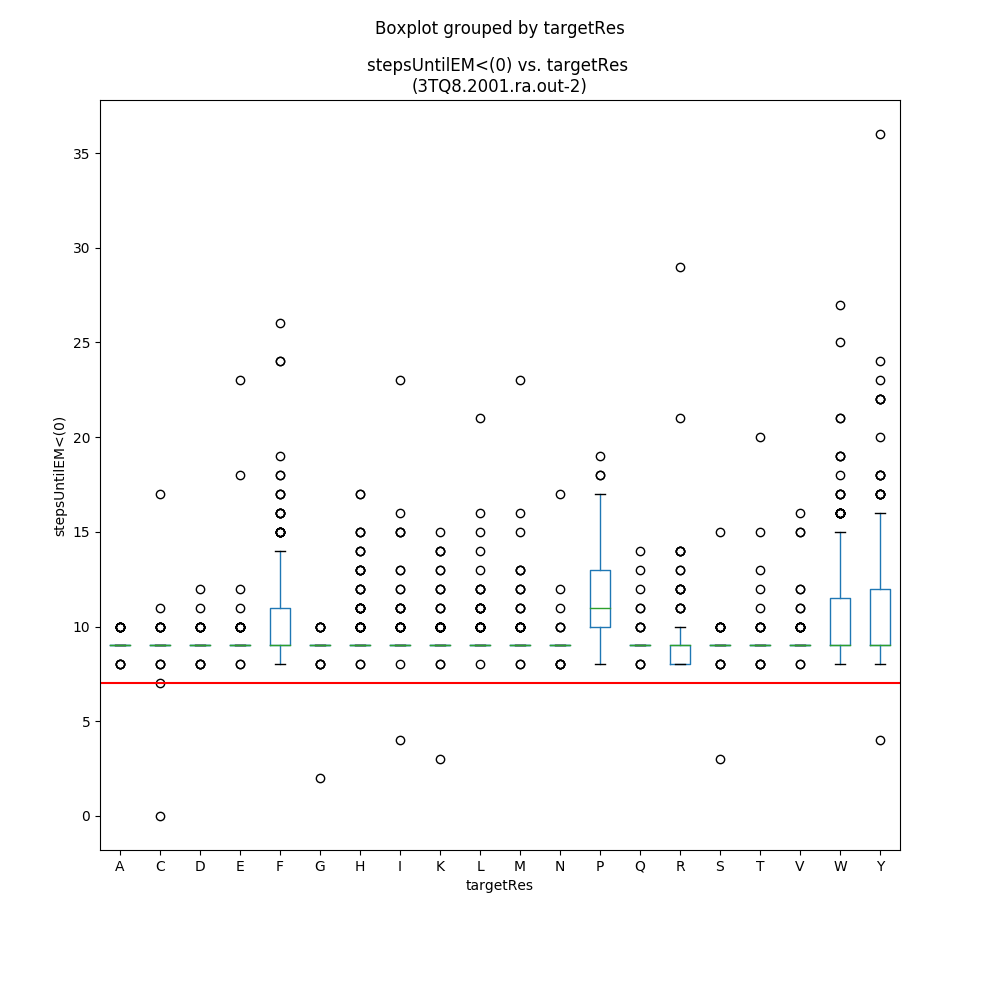 Boxplot grouped by targetRes
stepsUntilEM<(0) vs. targetRes
(3TQ8.2001.ra.out-2)
35
30
25
20
15
10
5
0
stepsUntilEM<(0)
A C D E F G H I K L M N P Q R S T V W Y
targetRes